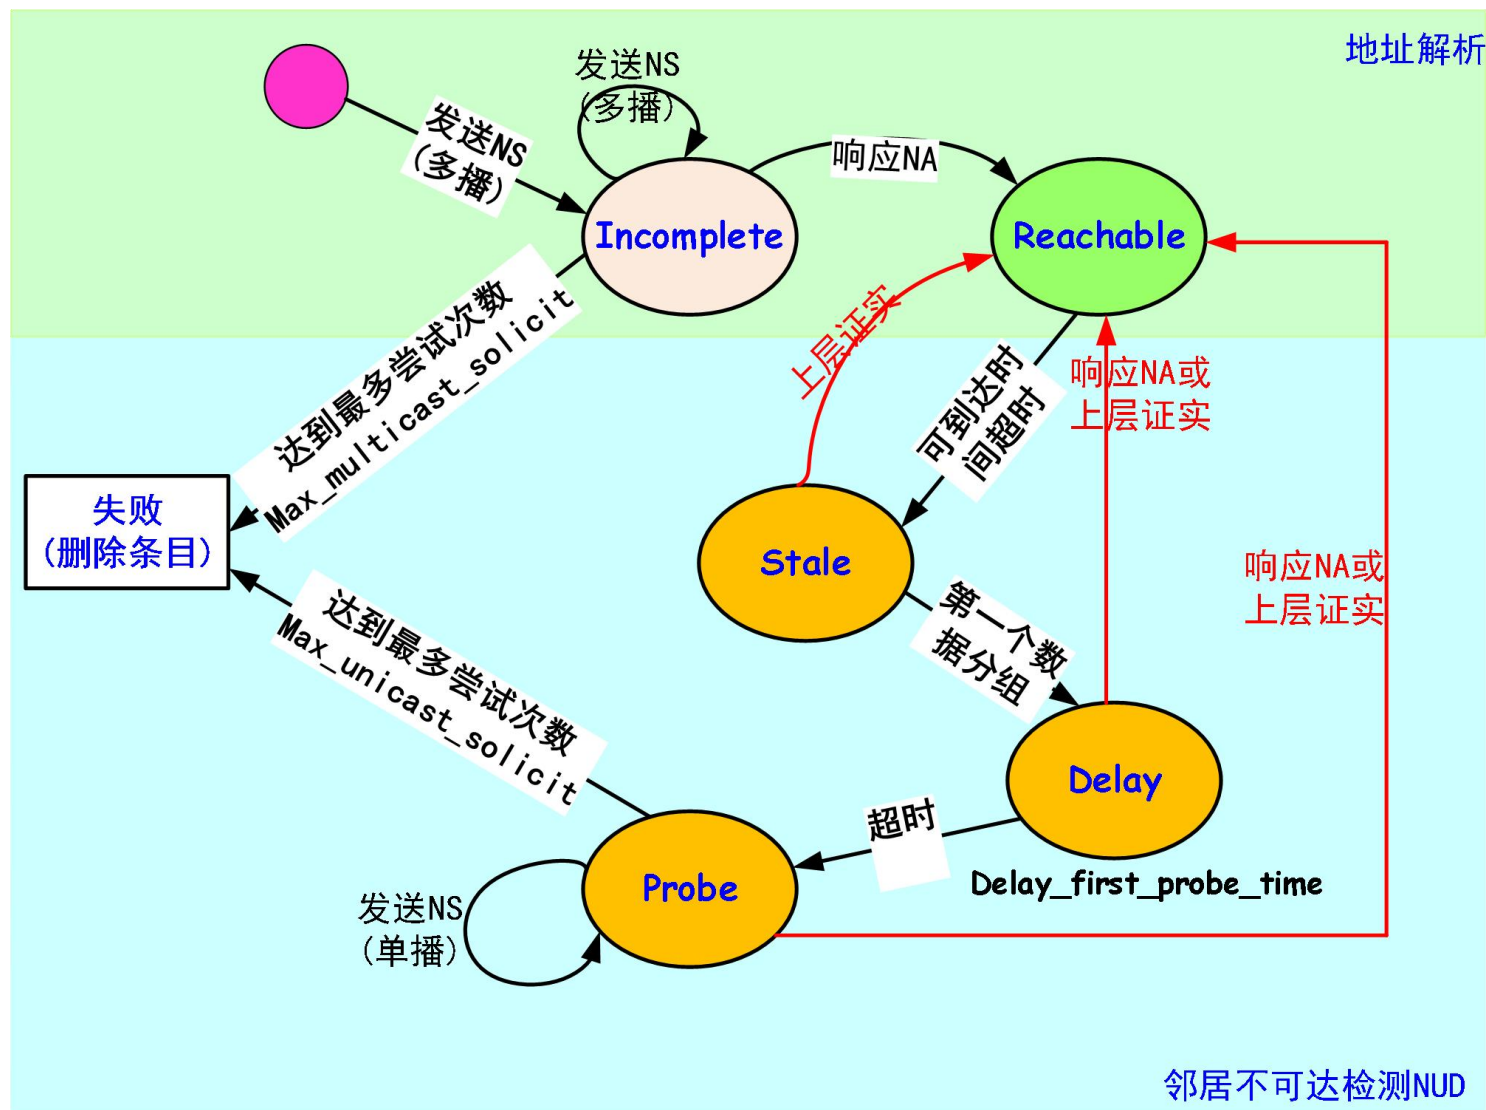 地址解析
发送NS
(多播)
发送NS
(多播)
响应NA
Incomplete
Reachable
达到最多尝试次数
Max_multicast_solicit
上层证实
可到达时
间超时
响应NA或
上层证实
失败
(删除条目)
Stale
响应NA或
上层证实
第一个数
据分组
达到最多尝试次数
Max_unicast_solicit
Delay
超时
Delay_first_probe_time
Probe
发送NS
(单播)
邻居不可达检测NUD